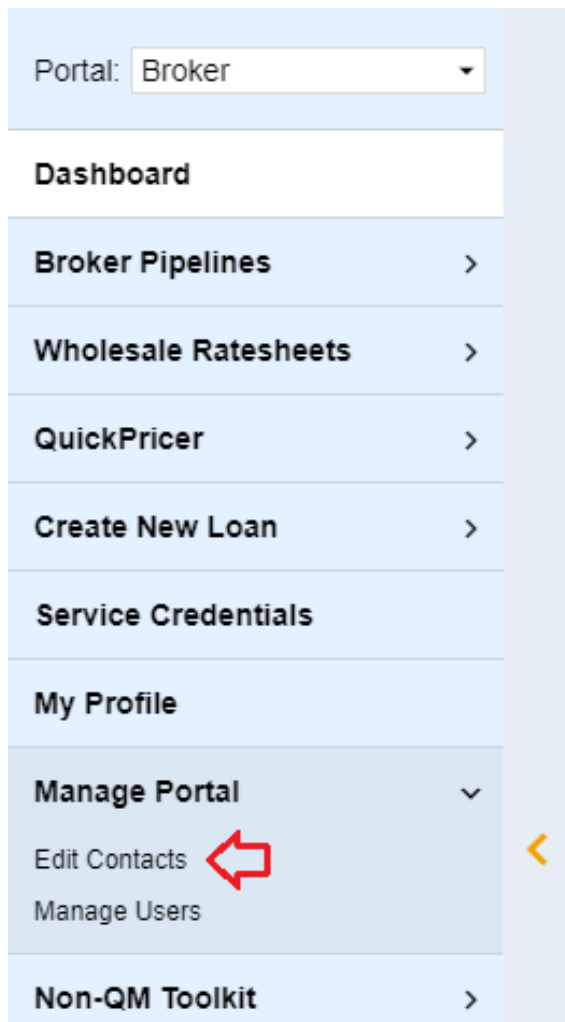 Portal: Broker
Dashboard
Broker Pipelines
Wholesale Ratesheets
QuickPricer
Create New Loan
Service Credentials
My Profile
Manage Portal
Edit Contacts
Manage Users
Non-QM Toolkit